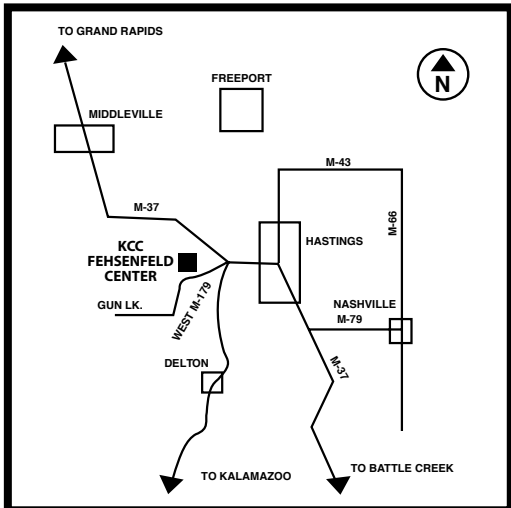 TO GRAND RAPIDS
FREEPORT
N
MIDDLEVILLE
M-43
M-37
M-66
HASTINGS
KCC
FEHSENFELD
CENTER
GUN LK.
WEST M-179
NASHVILLE
M-79
DELTON
M-37
TO BATTLE CREEK
TO KALAMAZOO